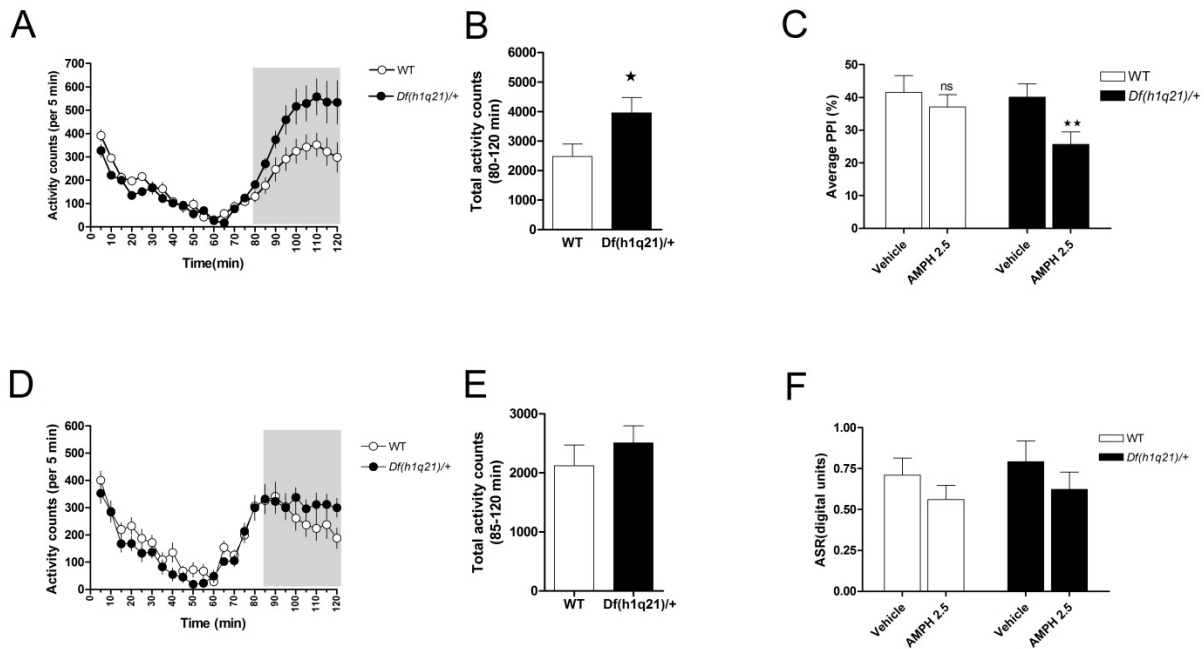 A
Activity counts (per 5 min)
700
600
500
400
300
200
100
0
0
10
20
30
40
50
60
70
80
90
100
110
120
Time(min)
WT
Df(h1q21)/+
B
Total activity counts
(80-120 min)
6000
5000
4000
3000
2000
1000
0
★
WT
Df(h1q21)/+
C
Average PPI (%)
50
40
30
20
10
0
ns
★★
Vehicle
AMPH 2.5
Vehicle
AMPH 2.5
WT
Df(h1q21)/+
D
Activity counts (per 5 min)
600
500
400
300
200
100
0
0
10
20
30
40
50
60
70
80
90
100
110
120
Time (min)
WT
Df(h1q21)/+
E
Total activity counts
(85-120 min)
3000
2000
1000
0
WT
Df(h1q21)/+
F
ASR(digital units)
1.00
0.75
0.50
0.25
0.00
Vehicle
AMPH 2.5
Vehicle
AMPH 2.5
WT
Df(h1q21)/+